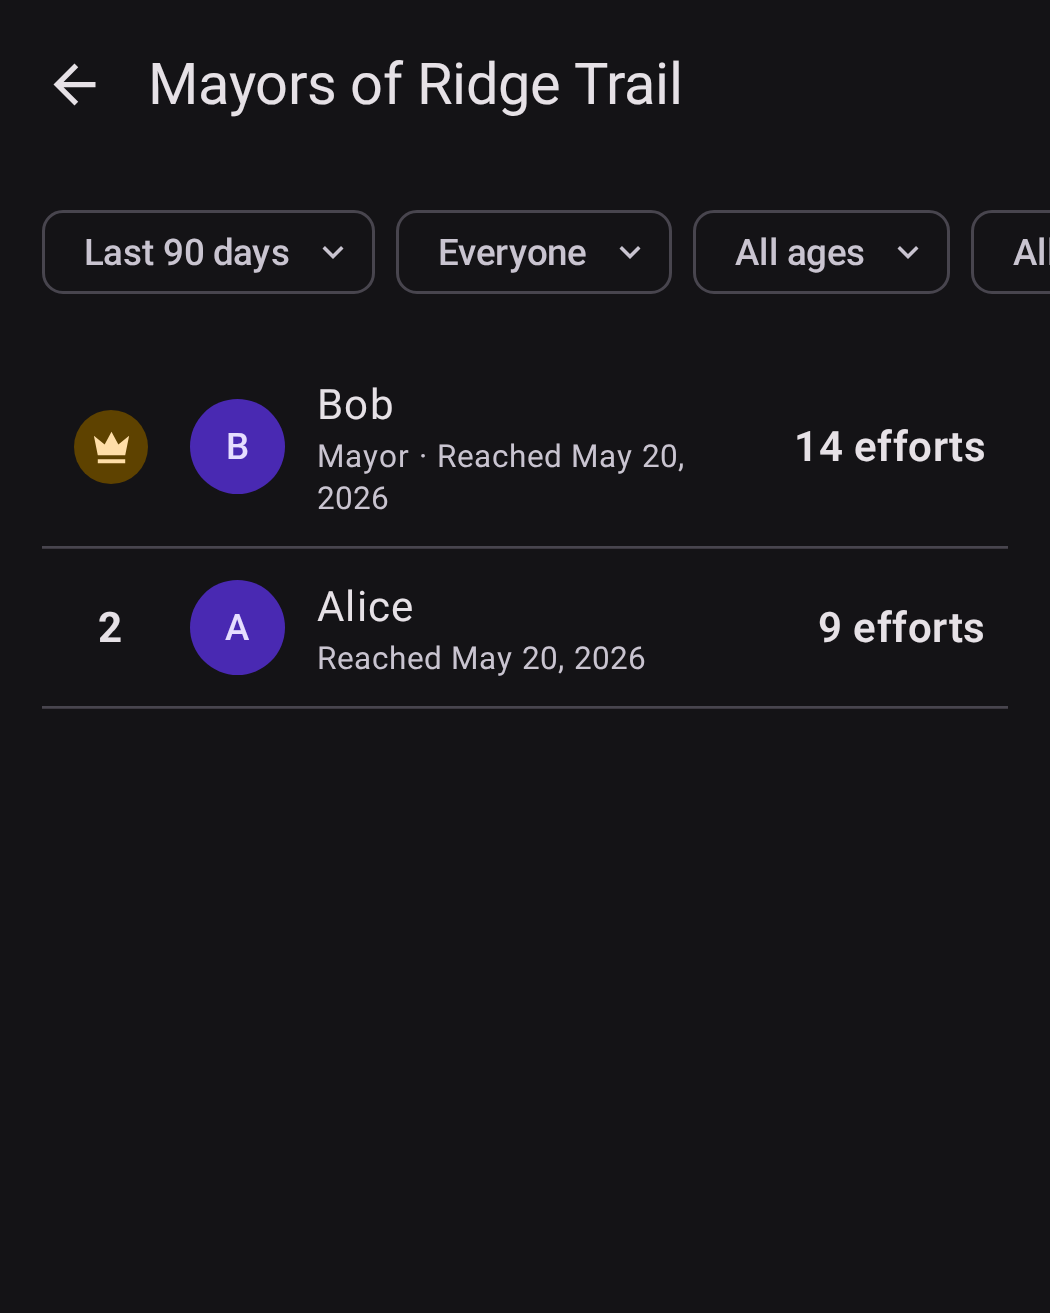 Mayors of Ridge Trail
Last 90 days
Everyone
All ages
All
B
Bob
Mayor · Reached May 20,
2026
14 efforts
2
A
Alice
Reached May 20, 2026
9 efforts